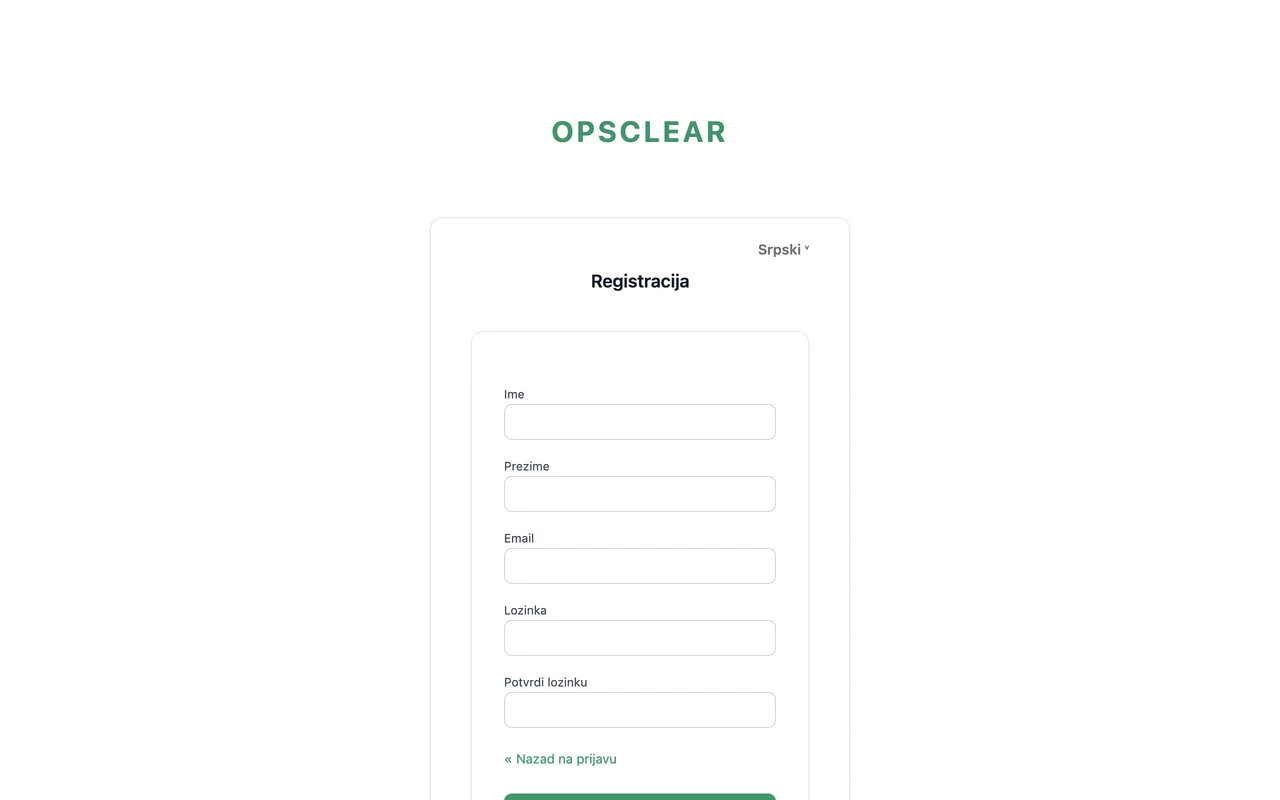 OPSCLEAR
Srpski
Registracija
Ime
Prezime
Email
Lozinka
Potvrdi lozinku
« Nazad na prijavu